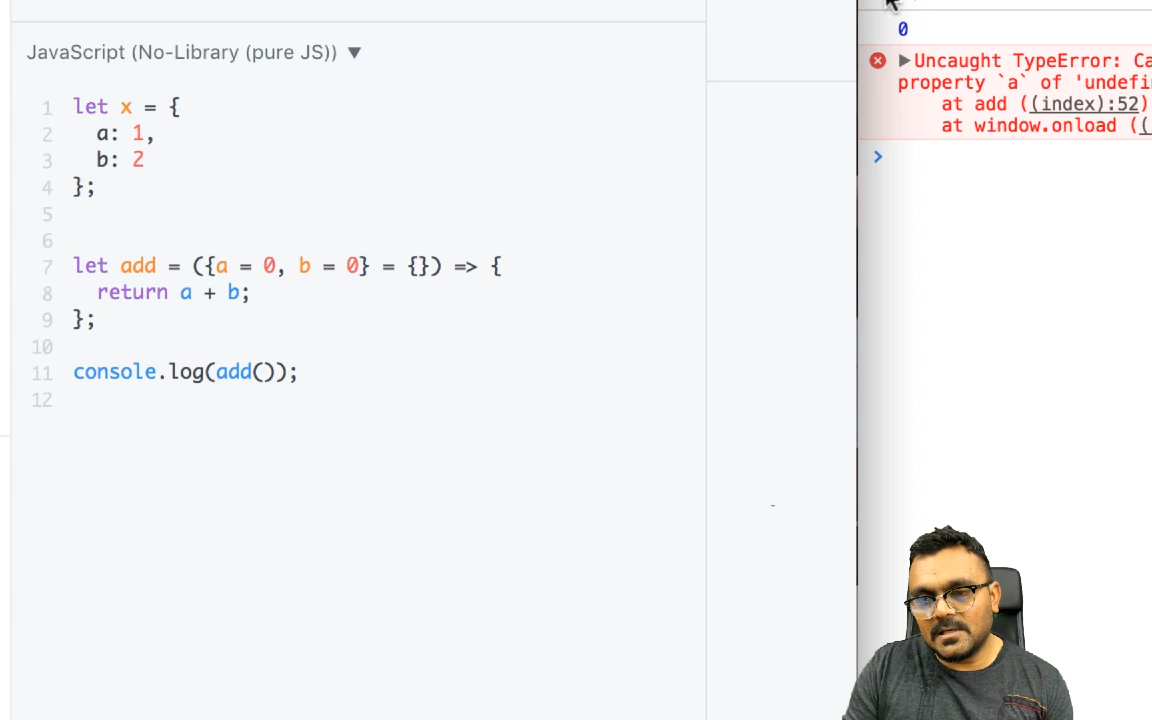 JavaScript (No-Library (pure JS)) ▼
1 let x = {
2 a: 1,
3 b: 2
4 };
5
6
7 let add = ({a = 0, b = 0} = {}) => {
8 return a + b;
9 };
10
11 console.log(add());
12
0
▶Uncaught TypeError:
property `a` of
at add ((index):52)
at window.onload (
>